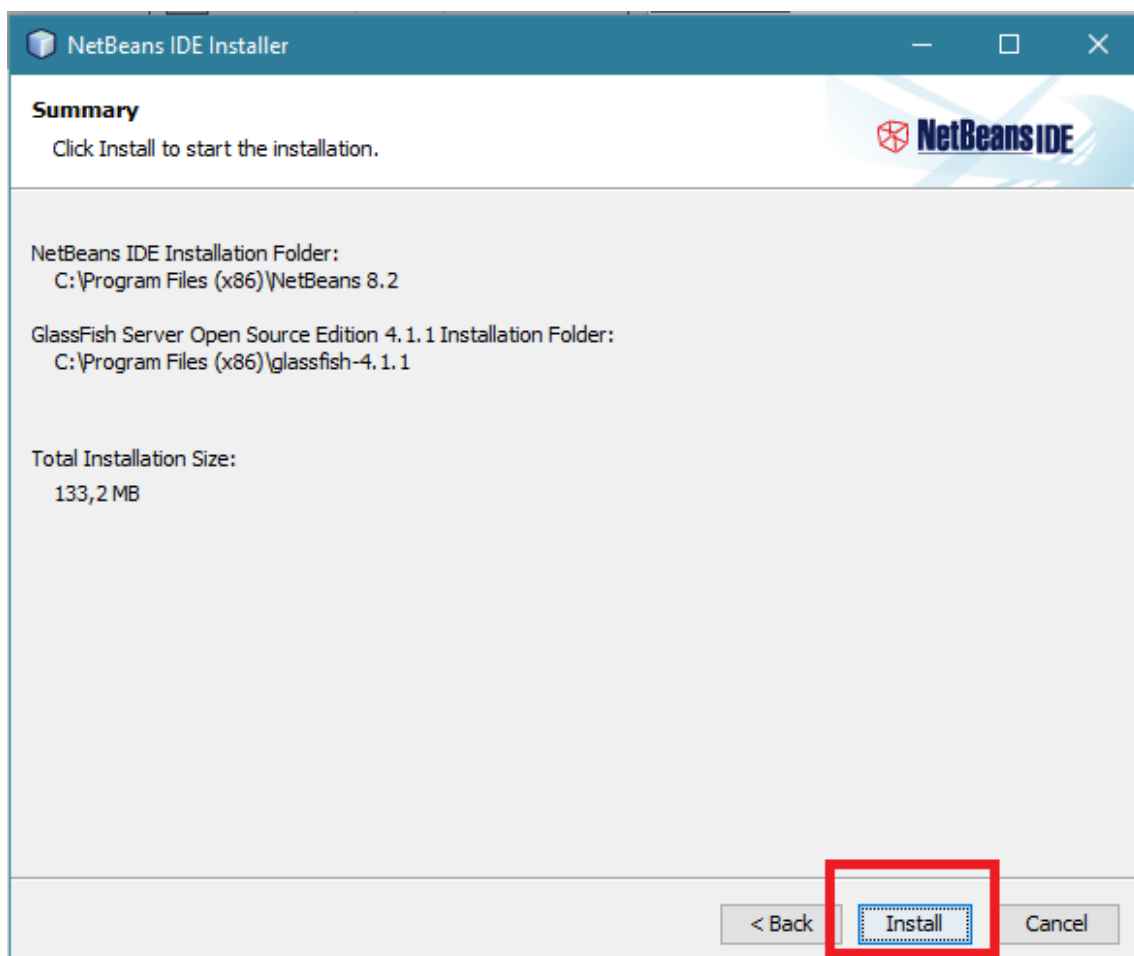 NetBeans IDE Installer
Summary
Click Install to start the installation.
NetBeans IDE
NetBeans IDE Installation Folder:
C:\Program Files (x86)\NetBeans 8.2
GlassFish Server Open Source Edition 4.1.1 Installation Folder:
C:\Program Files (x86)\glassfish-4.1.1
Total Installation Size:
133,2 MB
< Back Install Cancel